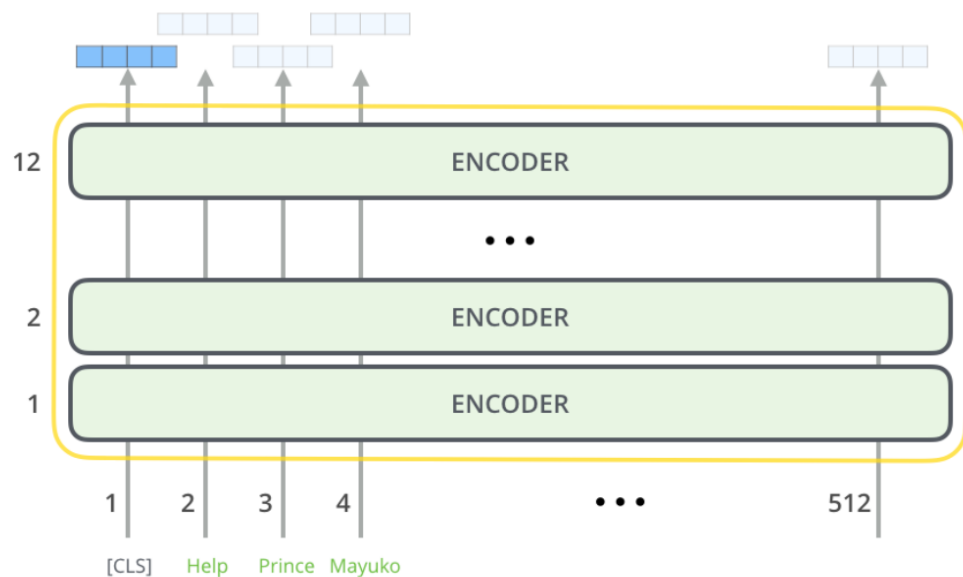 12 ENCODER
...
2 ENCODER
1 ENCODER
1 2 3 4 ... 512
[CLS] Help Prince Mayuko